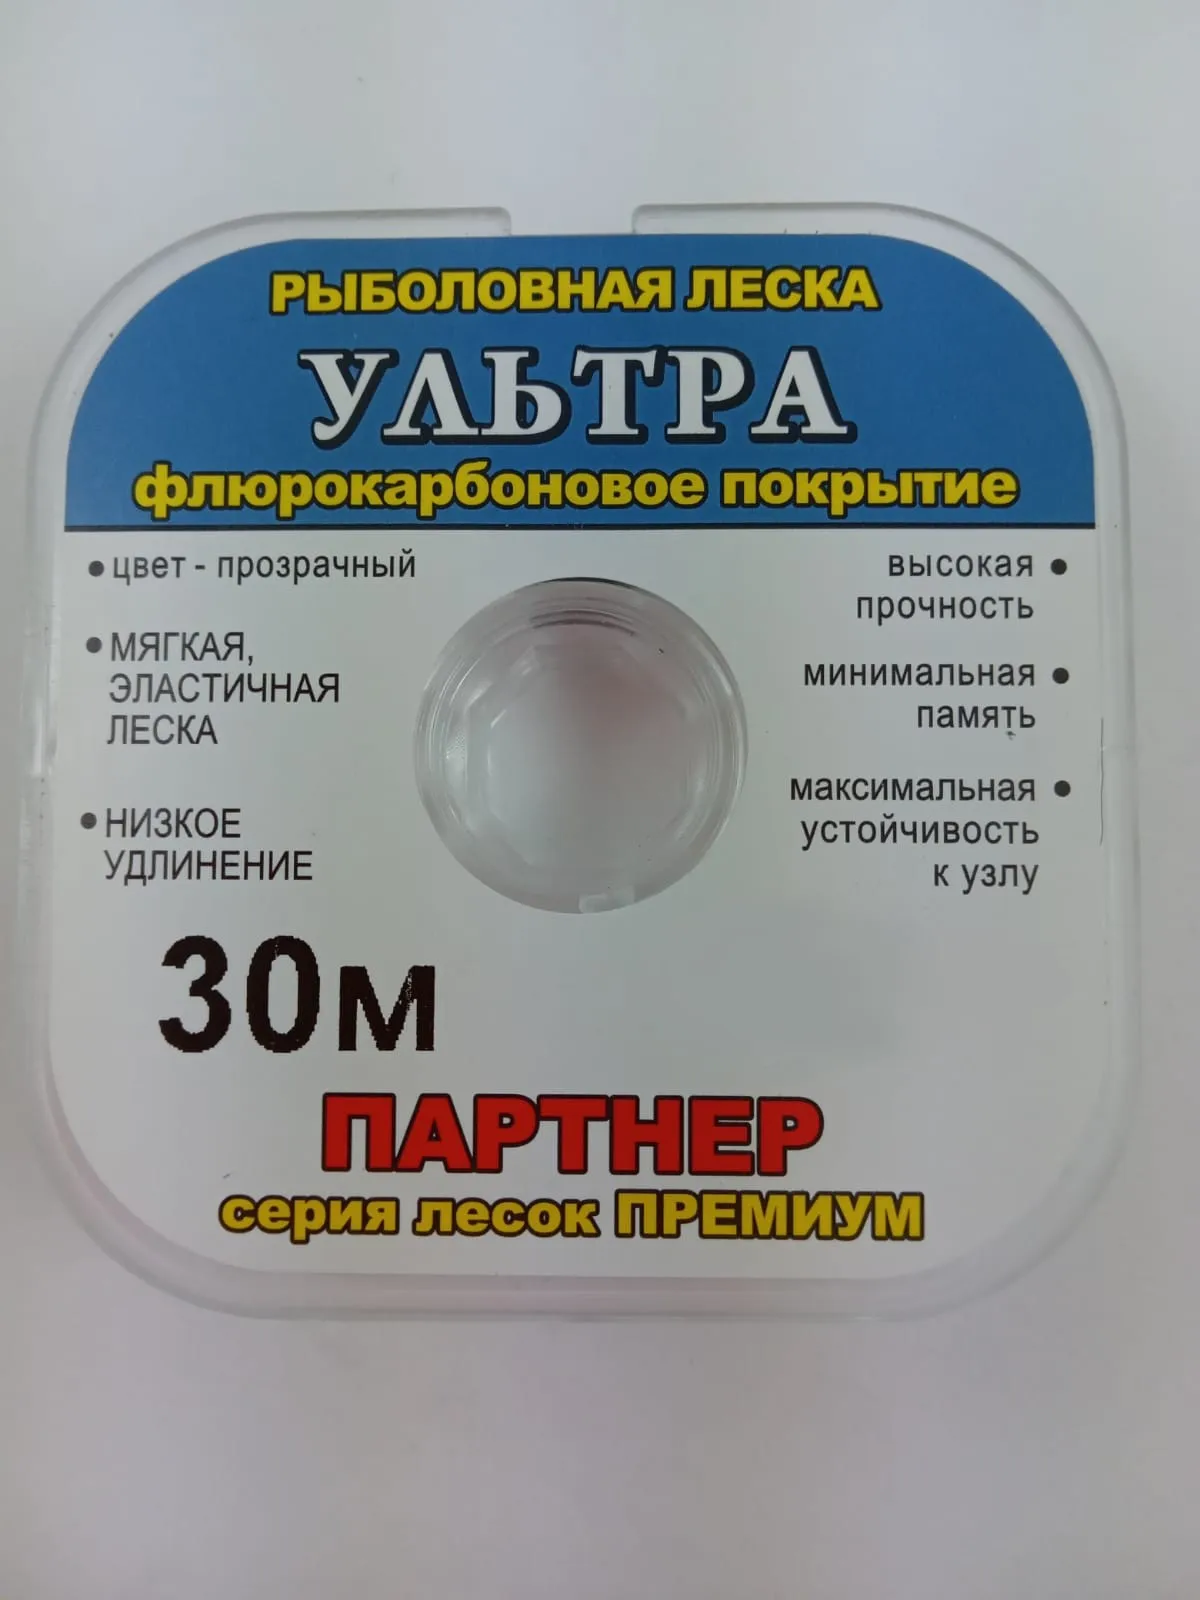 РЫБОЛОВНАЯ ЛЕСКА
УЛЬТРА
флюрокарбоновое покрытие
• цвет - прозрачный
• МЯГКАЯ,
ЭЛАСТИЧНАЯ
ЛЕСКА
• НИЗКОЕ
УДЛИНЕНИЕ
высокая •
прочность
минимальная •
память
максимальная •
устойчивость
к узлу
30м
ПАРТНЕР
серия лесок ПРЕМИУМ